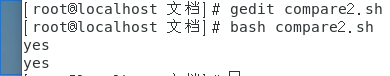 [root@localhost 文档]# gedit compare2.sh
[root@localhost 文档]# bash compare2.sh
yes
yes